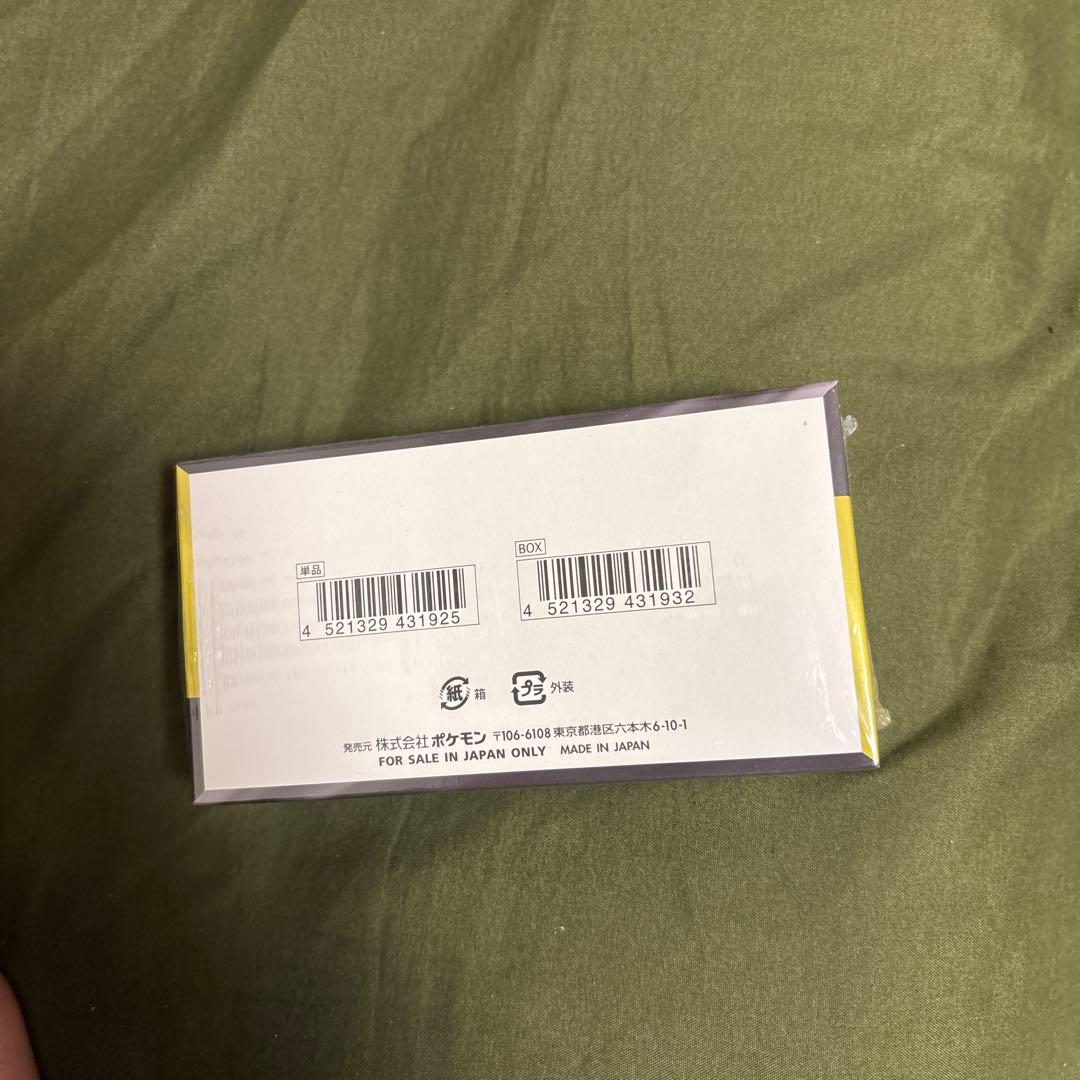 単品
4 521329 431925
BOX
4 521329 431932
紙 箱
プラ 外装
発売元 株式会社ポケモン 〒106-6108 東京都港区六本木6-10-1
FOR SALE IN JAPAN ONLY MADE IN JAPAN